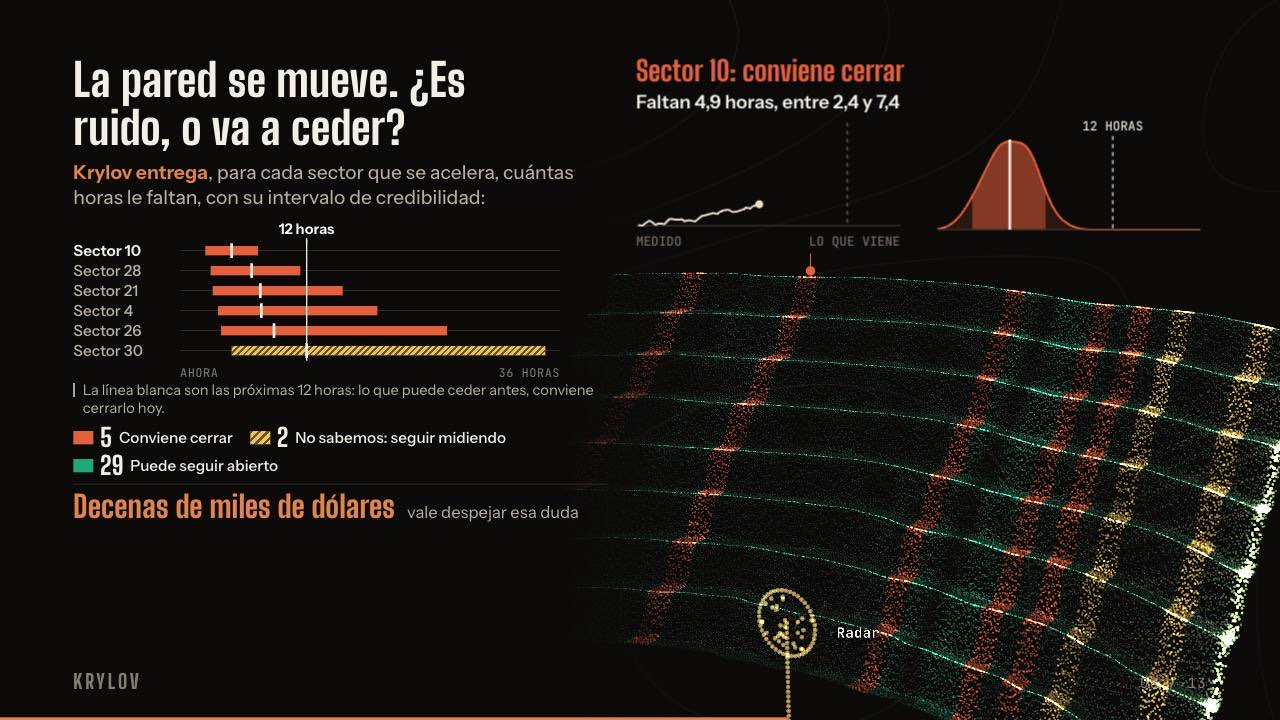 La pared se mueve. ¿Es
ruido, o va a ceder?
Krylov entrega, para cada sector que se acelera, cuántas
horas le faltan, con su intervalo de credibilidad:
12 horas
Sector 10
Sector 28
Sector 21
Sector 4
Sector 26
Sector 30
AHORA
36 HORAS
La línea blanca son las próximas 12 horas: lo que puede ceder antes, conviene
cerrarlo hoy.
5 Conviene cerrar
2 No sabemos: seguir midiendo
29 Puede seguir abierto
Decenas de miles de dólares vale despejar esa duda
Sector 10: conviene cerrar
Faltan 4,9 horas, entre 2,4 y 7,4
MEDIDO
LO QUE VIENE
12 HORAS
Radar
KRYLOV
13